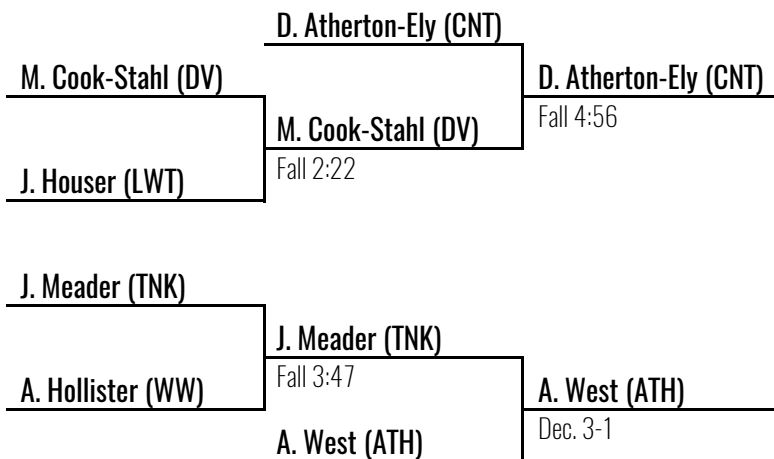 D. Atherton-Ely (CNT)
M. Cook-Stahl (DV)
D. Atherton-Ely (CNT)
Fall 4:56
M. Cook-Stahl (DV)
Fall 2:22
J. Houser (LWT)
J. Meader (TNK)
J. Meader (TNK)
Fall 3:47
A. Hollister (WW)
A. West (ATH)
Dec. 3-1
A. West (ATH)